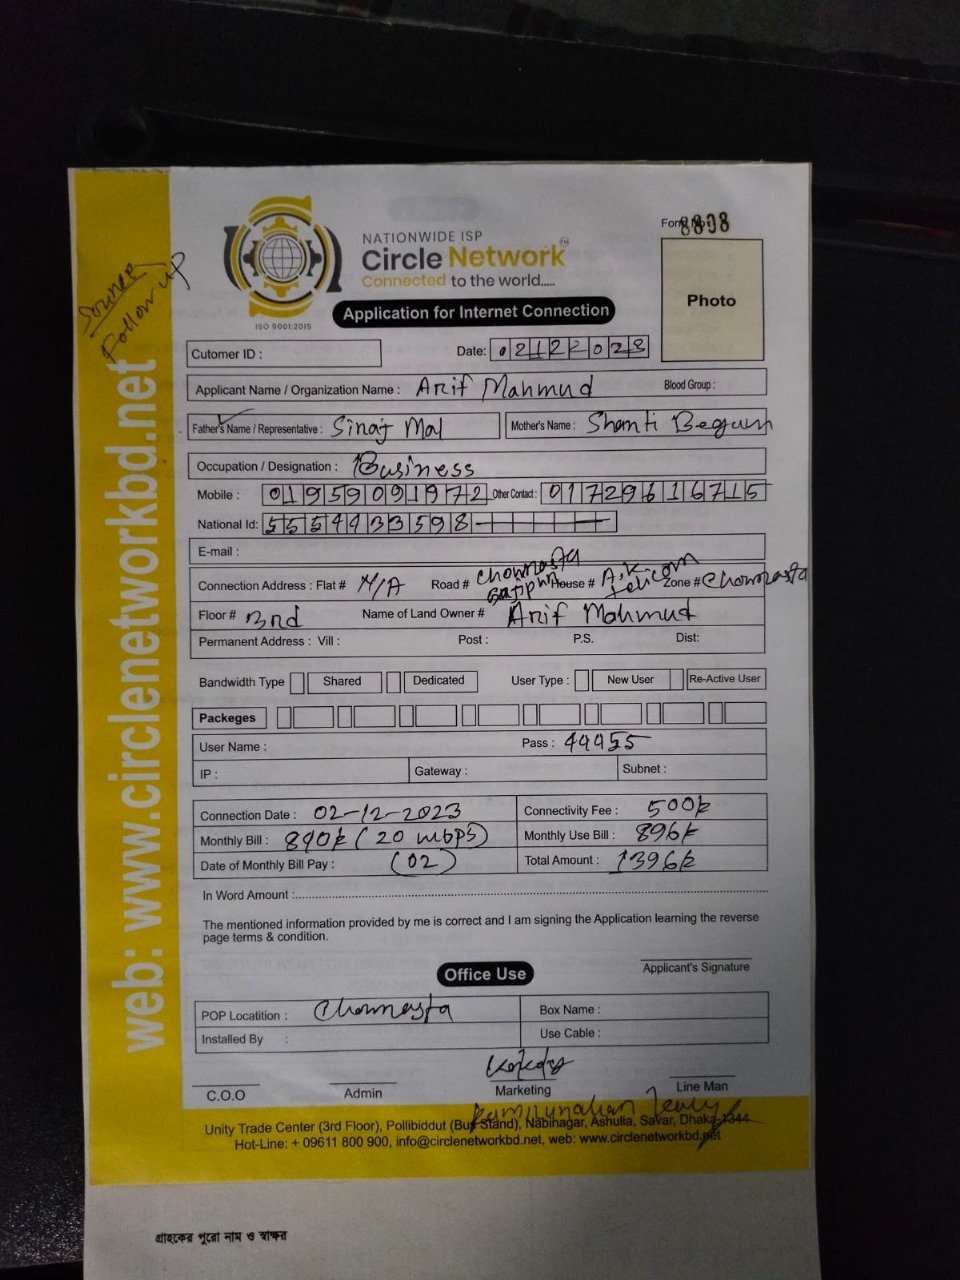 Source
Follow up
web: www.circlenetworkbd.net
NATIONWIDE ISP
Circle Network
TM
Connected to the world.....
ISO 9001:2015
8808
Photo
Application for Internet Connection
Cutomer ID :
Date: 02122023
Applicant Name / Organization Name : Arif Mahmud Blood Group :
Father's Name / Representative : Siraj Mal Mother's Name : Shanti Begum
Occupation / Designation : Business
Mobile : 01959091972 Other Contact : 01729616715
National Id: 5554433598
E-mail :
Connection Address : Flat # N/A Road # Chowrasta Gazipur House # A.K Telicom Zone # Chowrasta
Floor # 3rd Name of Land Owner # Arif Mahmud
Permanent Address : Vill : Post : P.S. Dist:
Bandwidth Type Shared Dedicated User Type : New User Re-Active User
Packeges
User Name : Pass : 44455
IP : Gateway : Subnet :
Connection Date : 02-12-2023 Connectivity Fee : 500/
Monthly Bill : 890/ (20 mbps) Monthly Use Bill : 896/
Date of Monthly Bill Pay : (02) Total Amount : 1396/
In Word Amount :
The mentioned information provided by me is correct and I am signing the Application learning the reverse
page terms & condition.
Applicant's Signature
Office Use
POP Locatition : Chowrasta Box Name :
Installed By : Use Cable :
C.O.O Admin Marketing Line Man
Unity Trade Center (3rd Floor), Pollibiddut (Bus Stand), Nabinagar, Ashulia, Savar, Dhaka-1344
Hot-Line: + 09611 800 900, info@circlenetworkbd.net, web: www.circlenetworkbd.net
গ্রাহকের পুরো নাম ও স্বাক্ষর